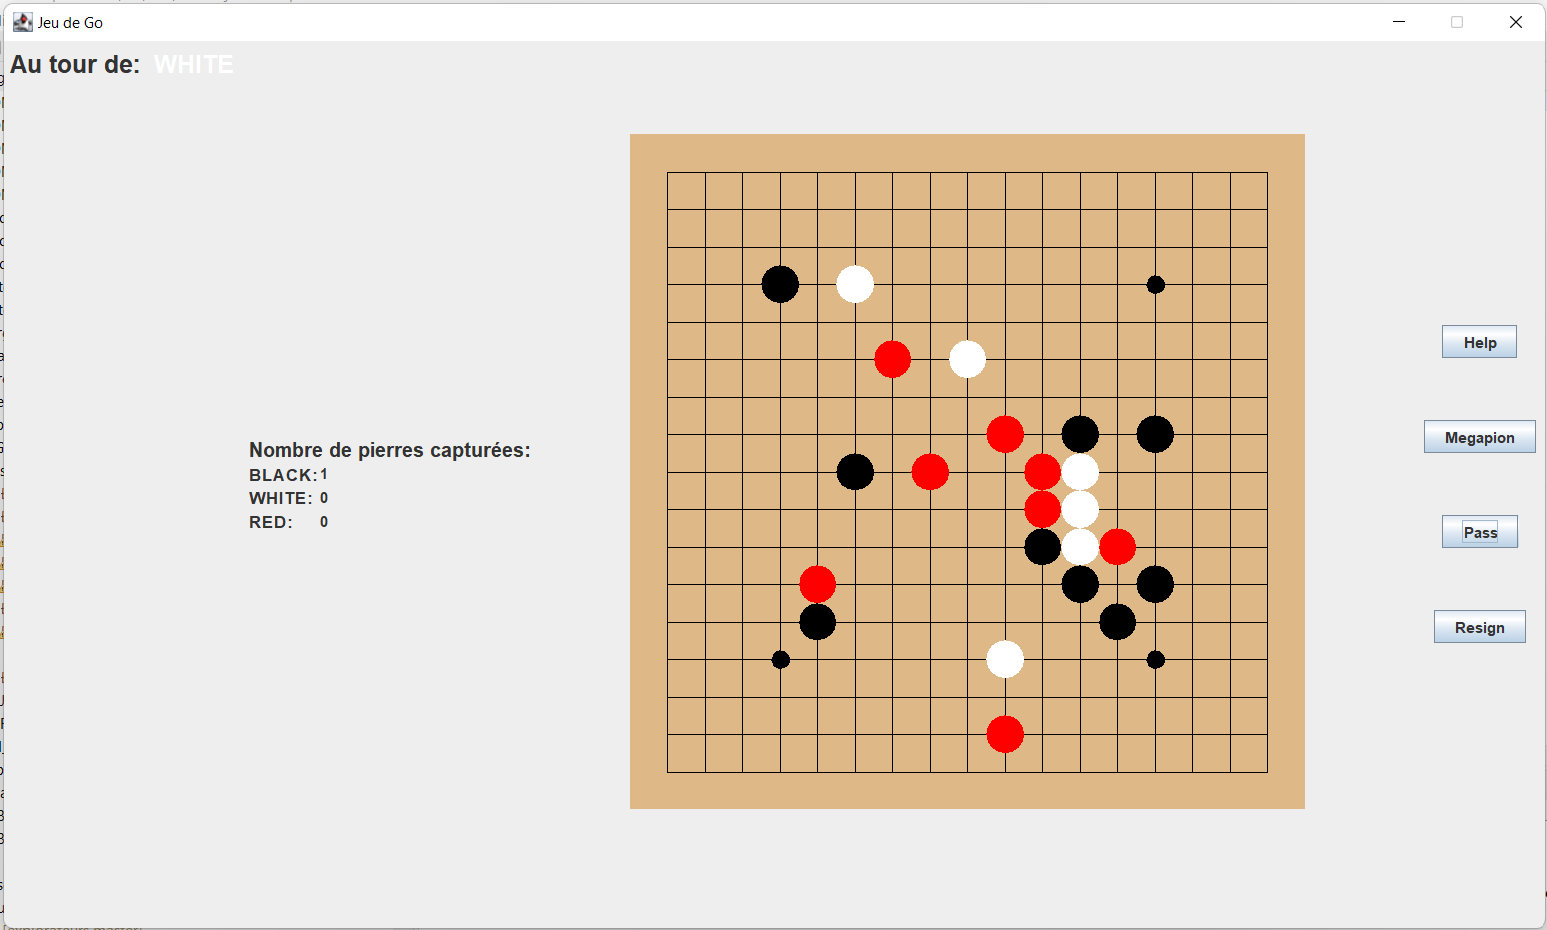 Jeu de Go
Au tour de: WHITE
Help
Megapion
Nombre de pierres capturées:
BLACK: 1
WHITE: 0
RED: 0
Pass
Resign